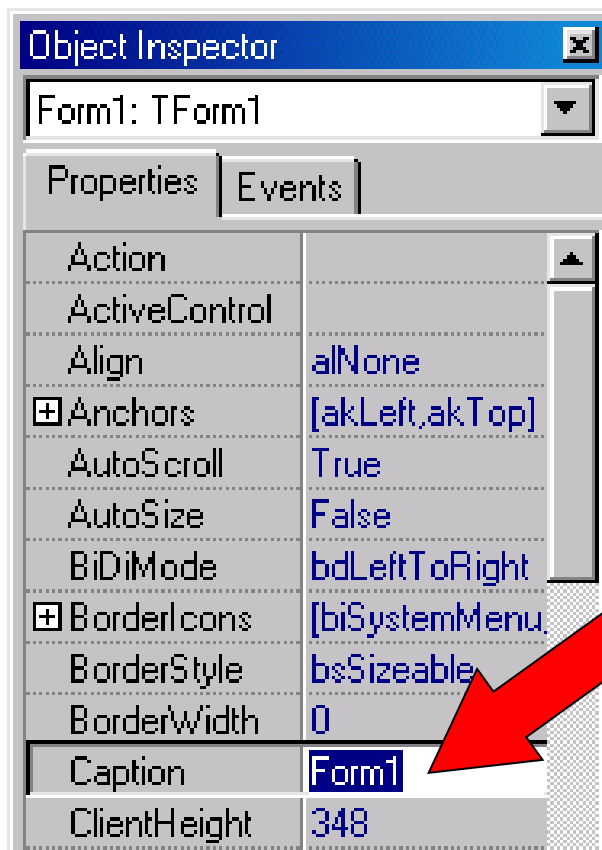 Object Inspector
Form1: TForm1
Properties Events
Action
ActiveControl
Align alNone
Anchors [akLeft,akTop]
AutoScroll True
AutoSize False
BiDiMode bdLeftToRight
BorderIcons [biSystemMenu,
BorderStyle bsSizeable
BorderWidth 0
Caption Form1
ClientHeight 348